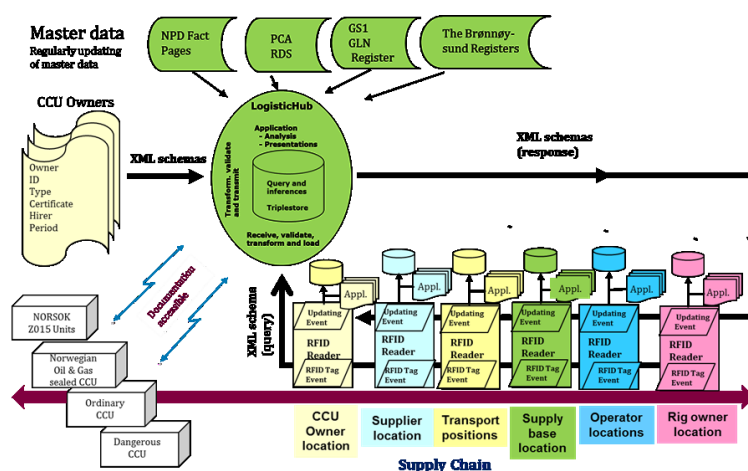 Master data
Regularly updating
of master data
NPD Fact
Pages
PCA
RDS
GS1
GLN
Register
The Brønnøy-
sund Registers
CCU Owners
Owner
ID
Type
Certificate
Hirer
Period
XML schemas
LogisticHub
Application
- Analysis
- Presentations
Transform, validate
and transmit
Query and
inferences
Triplestore
Receive, validate,
transform and load
XML schemas
(response)
Documentation
accessible
XML schema
(query)
NORSOK
Z015 Units
Norwegian
Oil & Gas
sealed CCU
Ordinary
CCU
Dangerous
CCU
Appl.
Updating
Event
RFID
Reader
RFID Tag
Event
Appl.
Updating
Event
RFID
Reader
RFID Tag
Event
Appl.
Updating
Event
RFID
Reader
RFID Tag
Event
Appl.
Updating
Event
RFID
Reader
RFID Tag
Event
Appl.
Updating
Event
RFID
Reader
RFID Tag
Event
Appl.
Updating
Event
RFID
Reader
RFID Tag
Event
CCU
Owner
location
Supplier
location
Transport
positions
Supply
base
location
Operator
locations
Rig owner
location
Supply Chain